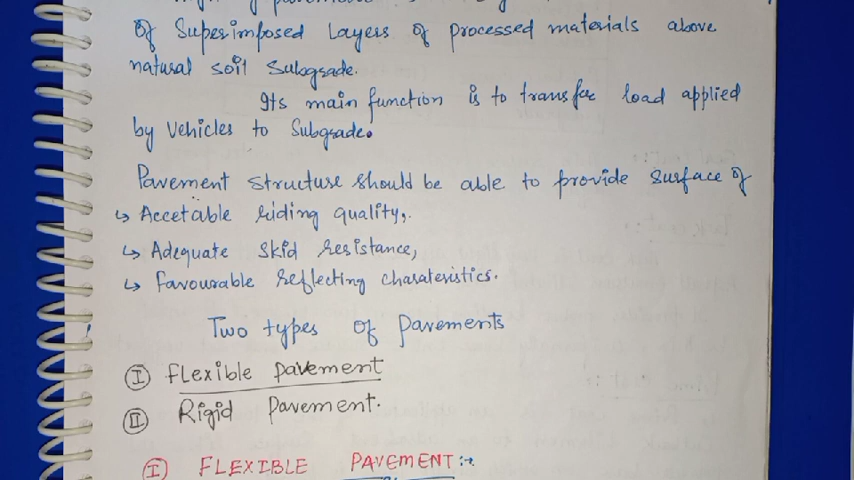 of Superimposed Layers of processed materials above
natural soil Subgrade.
Its main function is to transfer load applied
by Vehicles to Subgrade.
Pavement structure should be able to provide surface of
↳ Accetable riding quality,
↳ Adequate skid resistance,
↳ Favourable reflecting charateristics.
Two types of pavements
I Flexible pavement
II Rigid pavement.
I FLEXIBLE PAVEMENT :-